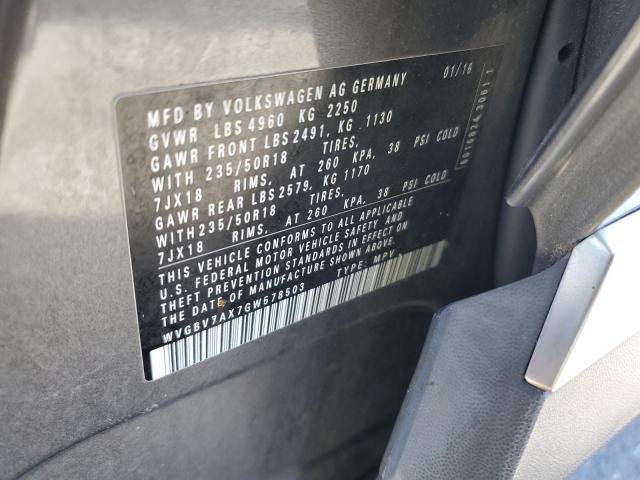 MFD BY VOLKSWAGEN AG GERMANY 01/16
GVWR LBS 4960 KG 2250
GAWR FRONT LBS 2491, KG 1130
WITH 235/50R18 TIRES,
7JX18 RIMS, AT 260 KPA, 38 PSI COLD
GAWR REAR LBS 2579, KG 1170
WITH 235/50R18 TIRES,
7JX18 RIMS, AT 260 KPA, 38 PSI COLD
THIS VEHICLE CONFORMS TO ALL APPLICABLE
U.S. FEDERAL MOTOR VEHICLE SAFETY AND
THEFT PREVENTION STANDARDS IN EFFECT ON
THE DATE OF MANUFACTURE SHOWN ABOVE.
WVGBV7AX7GW578503 TYPE: MPV